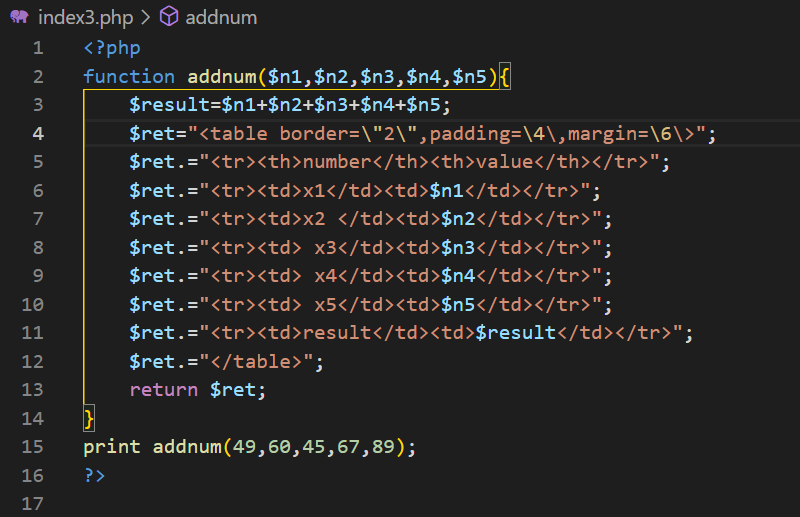 index3.php > addnum
1 <?php
2 function addnum($n1,$n2,$n3,$n4,$n5){
3     $result=$n1+$n2+$n3+$n4+$n5;
4     $ret="<table border=\"2\",padding=\4\,margin=\6\>";
5     $ret.="<tr><th>number</th><th>value</th></tr>";
6     $ret.="<tr><td>x1</td><td>$n1</td></tr>";
7     $ret.="<tr><td>x2 </td><td>$n2</td></tr>";
8     $ret.="<tr><td> x3</td><td>$n3</td></tr>";
9     $ret.="<tr><td> x4</td><td>$n4</td></tr>";
10     $ret.="<tr><td> x5</td><td>$n5</td></tr>";
11     $ret.="<tr><td>result</td><td>$result</td></tr>";
12     $ret.="</table>";
13     return $ret;
14 }
15 print addnum(49,60,45,67,89);
16 ?>
17